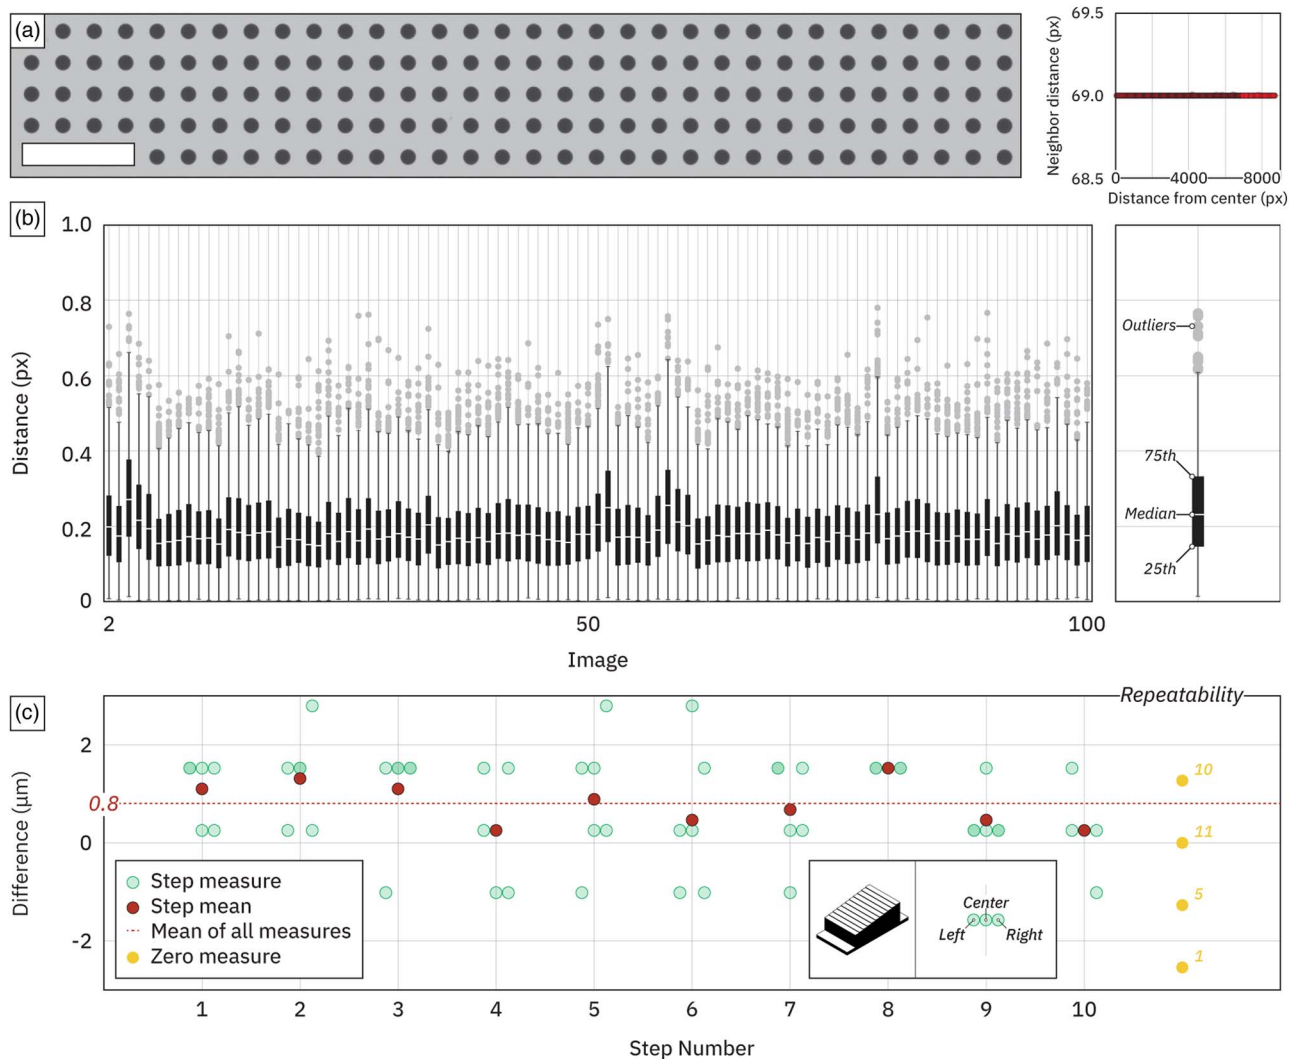 (a)
69.5
69.0
68.5
Neighbor distance (px)
0 4000 8000
Distance from center (px)
(b)
1.0
0.8
0.6
0.4
0.2
0
Distance (px)
2 50 100
Image
Outliers
75th
Median
25th
(c)
Repeatability
2
0.8
0
-2
Difference (μm)
10
11
5
1
Step measure
Step mean
Mean of all measures
Zero measure
Center
Left Right
1 2 3 4 5 6 7 8 9 10
Step Number